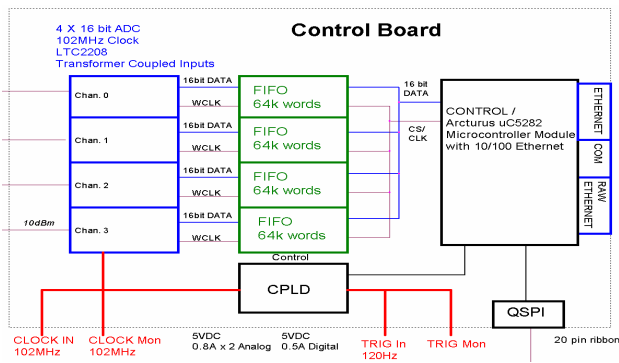 Control Board
4 X 16 bit ADC
102MHz Clock
LTC2208
Transformer Coupled Inputs
Chan. 0
16bit DATA
WCLK
FIFO
64k words
Chan. 1
16bit DATA
WCLK
FIFO
64k words
Chan. 2
16bit DATA
WCLK
FIFO
64k words
10dBm
Chan. 3
16bit DATA
WCLK
FIFO
64k words
16 bit
DATA
CS/
CLK
CONTROL /
Arcturus uC5282
Microcontroller Module
with 10/100 Ethernet
ETHERNET
COM
RAW
ETHERNET
Control
CPLD
QSPI
CLOCK IN
102MHz
CLOCK Mon
102MHz
5VDC
0.8A x 2 Analog
5VDC
0.5A Digital
TRIG In
120Hz
TRIG Mon
20 pin ribbon